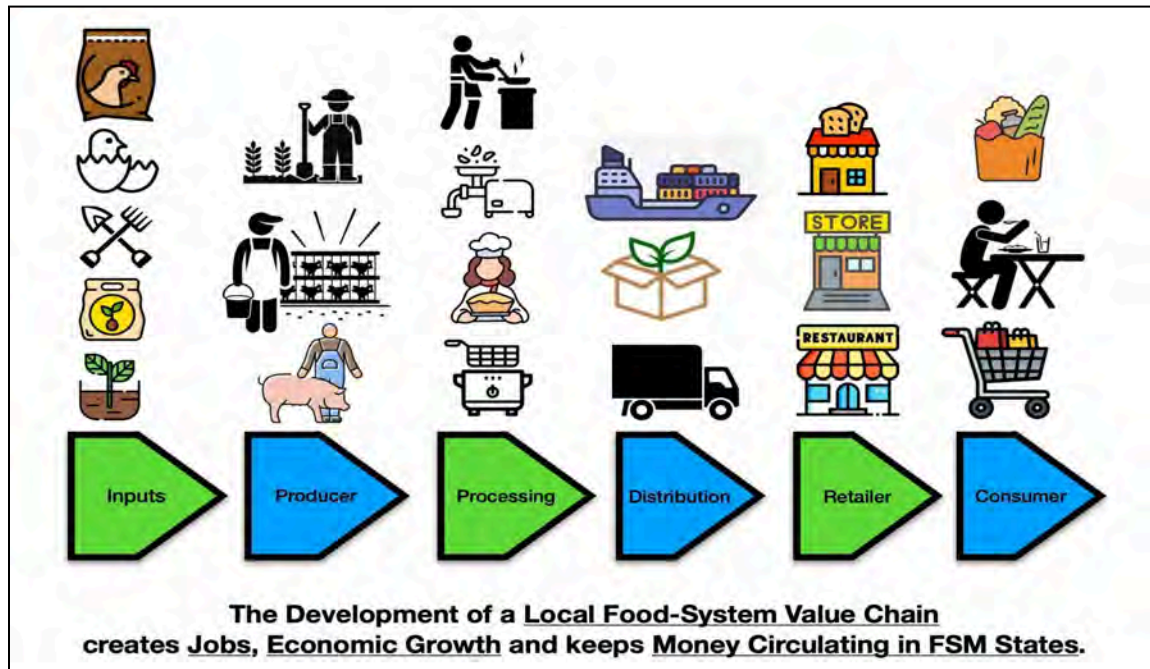 STORE
RESTAURANT
Inputs
Producer
Processing
Distribution
Retailer
Consumer
The Development of a Local Food-System Value Chain
creates Jobs, Economic Growth and keeps Money Circulating in FSM States.